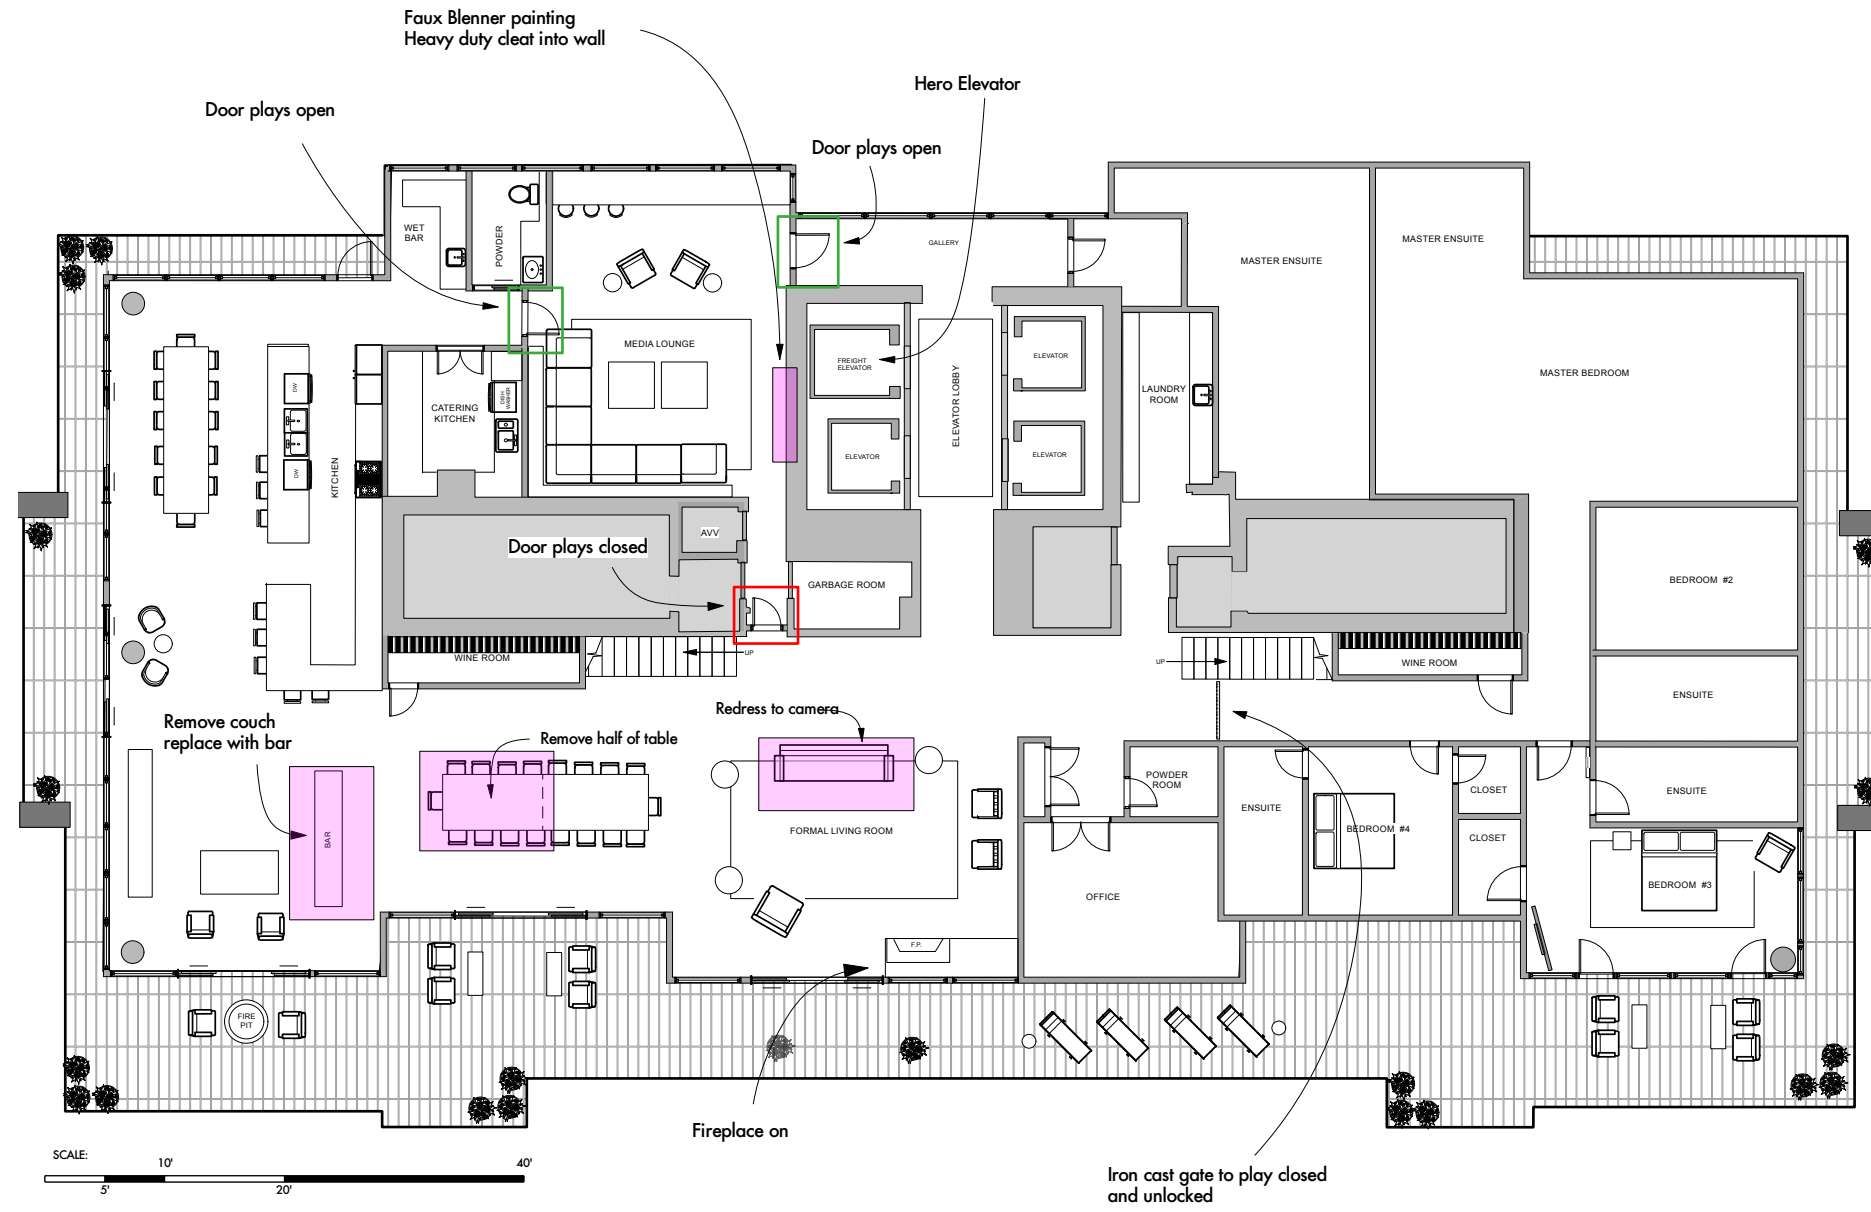 Faux Blenner painting
Heavy duty cleat into wall
Hero Elevator
Door plays open
Door plays open
WET
BAR
POWDER
GALLERY
MASTER ENSUITE
MASTER ENSUITE
MEDIA LOUNGE
FREIGHT
ELEVATOR
ELEVATOR
ELEVATOR LOBBY
LAUNDRY
ROOM
MASTER BEDROOM
DW
DISH
WASHER
CATERING
KITCHEN
KITCHEN
DW
ELEVATOR
ELEVATOR
AVV
Door plays closed
GARBAGE ROOM
BEDROOM #2
WINE ROOM
UP
UP
WINE ROOM
ENSUITE
Remove couch
replace with bar
Redress to camera
Remove half of table
POWDER
ROOM
ENSUITE
CLOSET
ENSUITE
BAR
FORMAL LIVING ROOM
BEDROOM #4
CLOSET
OFFICE
BEDROOM #3
F.P.
FIRE
PIT
Fireplace on
SCALE:
10'
40'
5'
20'
Iron cast gate to play closed
and unlocked